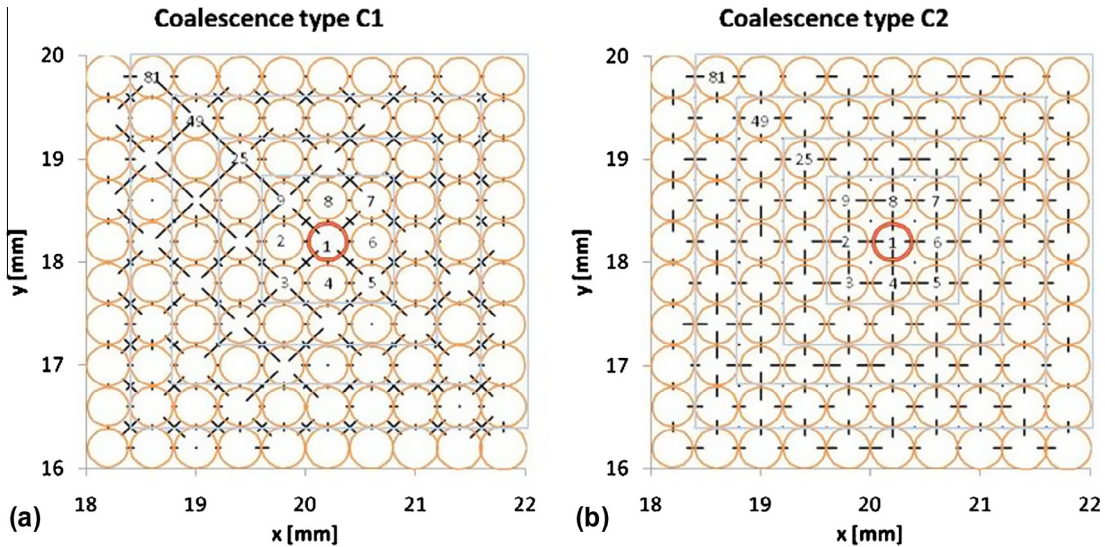 Coalescence type C1
20
19
18
17
16
y [mm]
81
49
25
9 8 7
2 1 6
3 4 5
18 19 20 21 22
x [mm]
(a)
Coalescence type C2
20
19
18
17
16
y [mm]
81
49
25
9 8 7
2 1 6
3 4 5
18 19 20 21 22
x [mm]
(b)